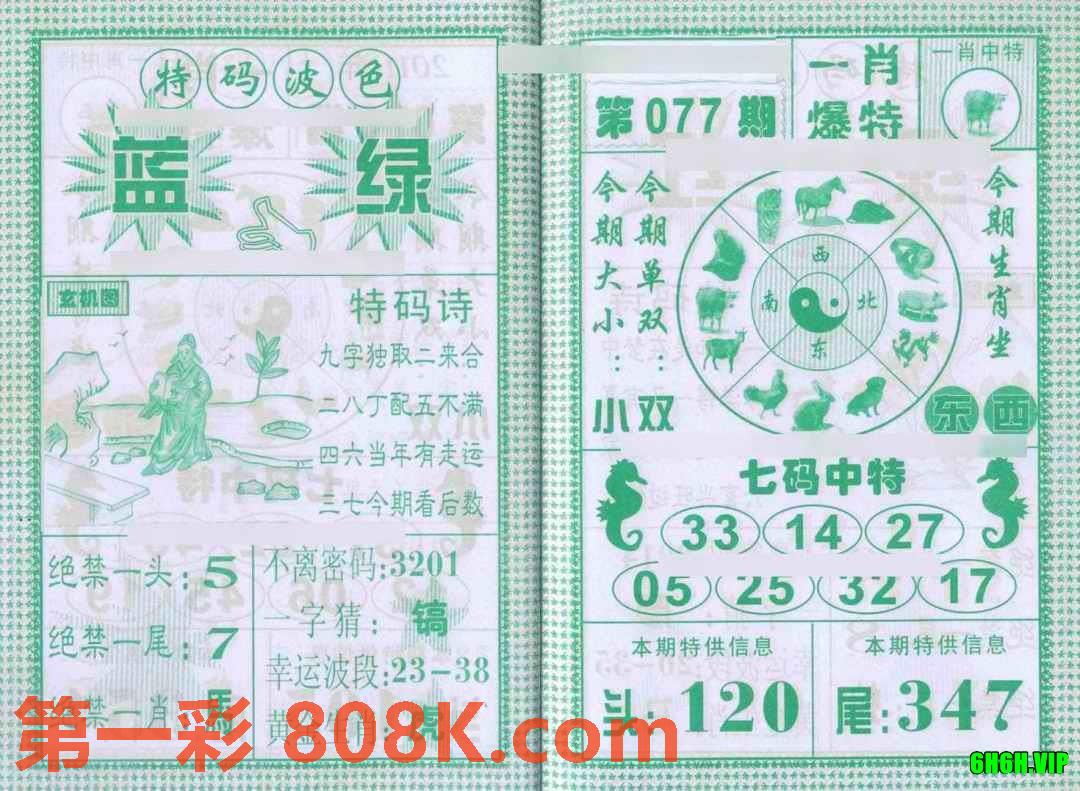 特码波色
蓝 绿
玄机图
特码诗
九字独取二来合
二八丁配五不满
四六当年有走运
三七今期看后数
绝禁一头:5
绝禁一尾:7
禁一肖
不离密码:3201
一字猜:镐
幸运波段:23-38
肖:虎
第077期
一肖
爆特
一肖中特
今期大小:小
今期单双:双
西
南 北
东
今期生肖坐
东西
七码中特
33 14 27
05 25 32 17
本期特供信息
头:120
本期特供信息
尾:347
第一彩 808K.com
6H6H.VIP